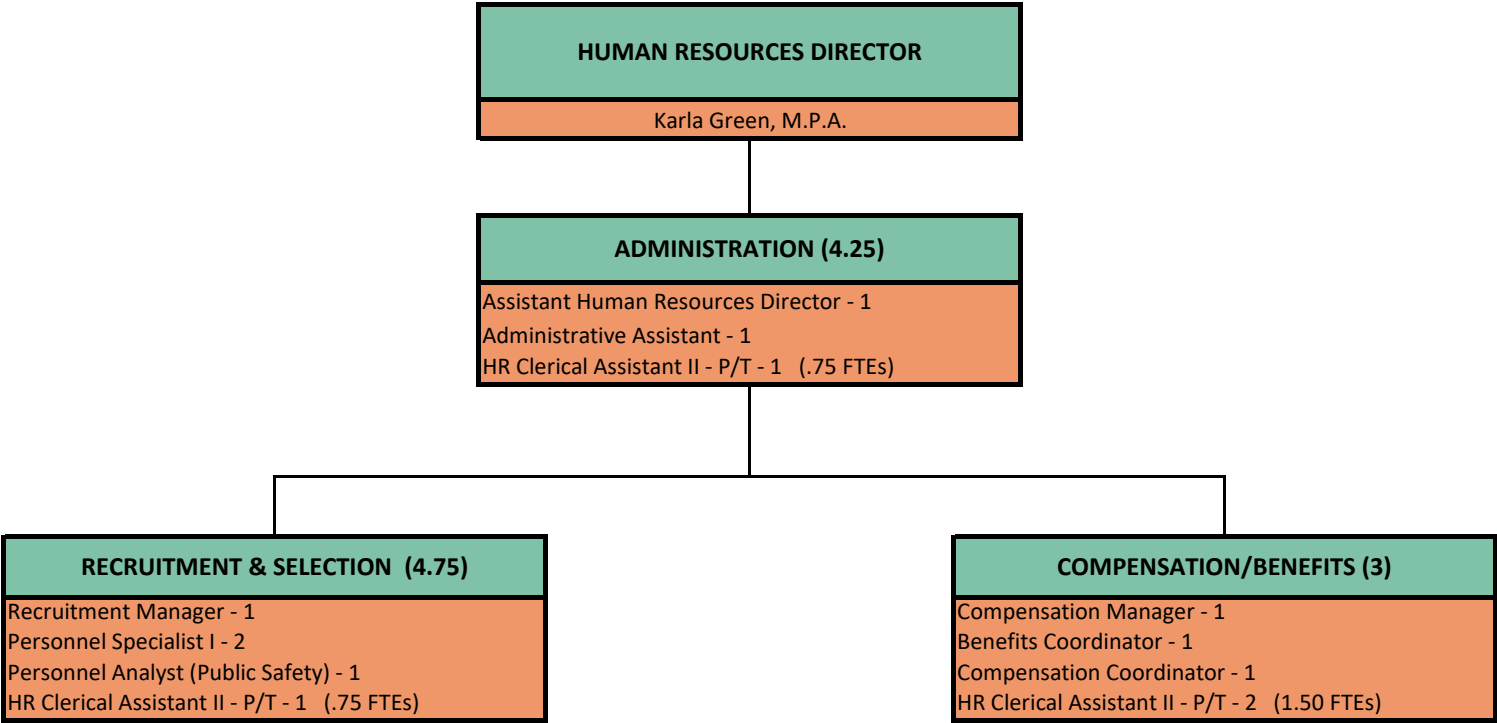 HUMAN RESOURCES DIRECTOR
Karla Green, M.P.A.
ADMINISTRATION (4.25)
Assistant Human Resources Director - 1
Administrative Assistant - 1
HR Clerical Assistant II - P/T - 1 (.75 FTEs)
RECRUITMENT & SELECTION (4.75)
Recruitment Manager - 1
Personnel Specialist I - 2
Personnel Analyst (Public Safety) - 1
HR Clerical Assistant II - P/T - 1 (.75 FTEs)
COMPENSATION/BENEFITS (3)
Compensation Manager - 1
Benefits Coordinator - 1
Compensation Coordinator - 1
HR Clerical Assistant II - P/T - 2 (1.50 FTEs)